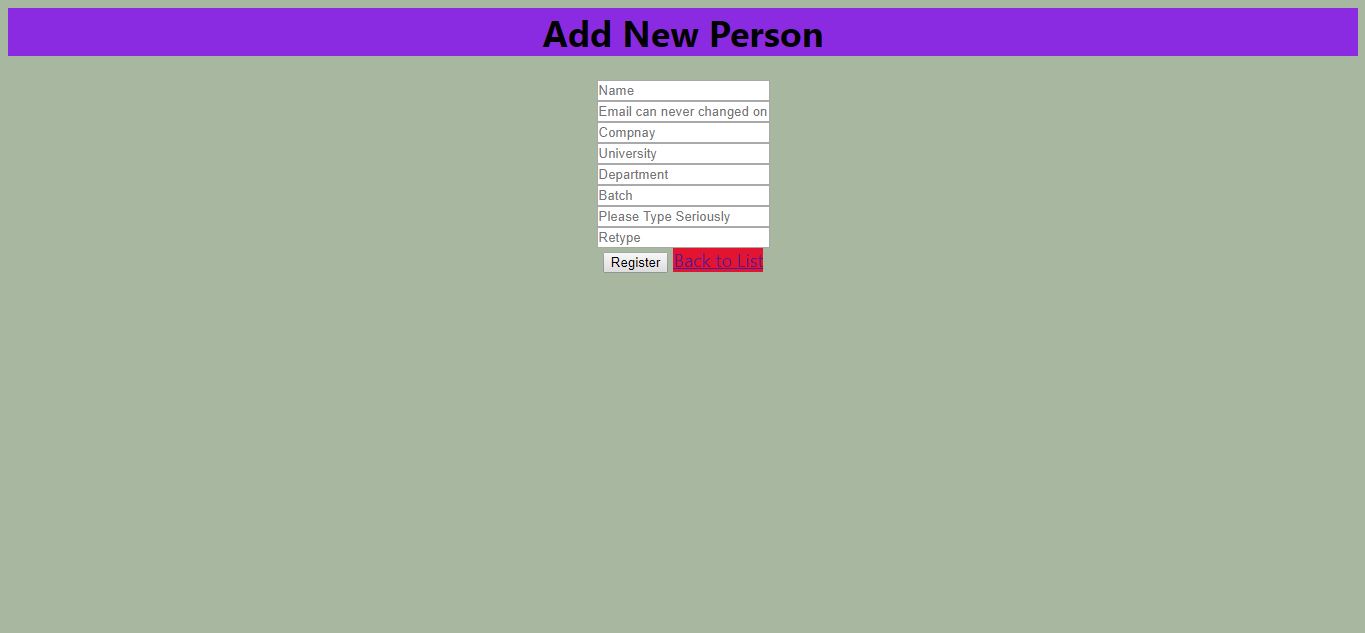 Add New Person
Name
Email can never changed on
Compnay
University
Department
Batch
Please Type Seriously
Retype
Register Back to List